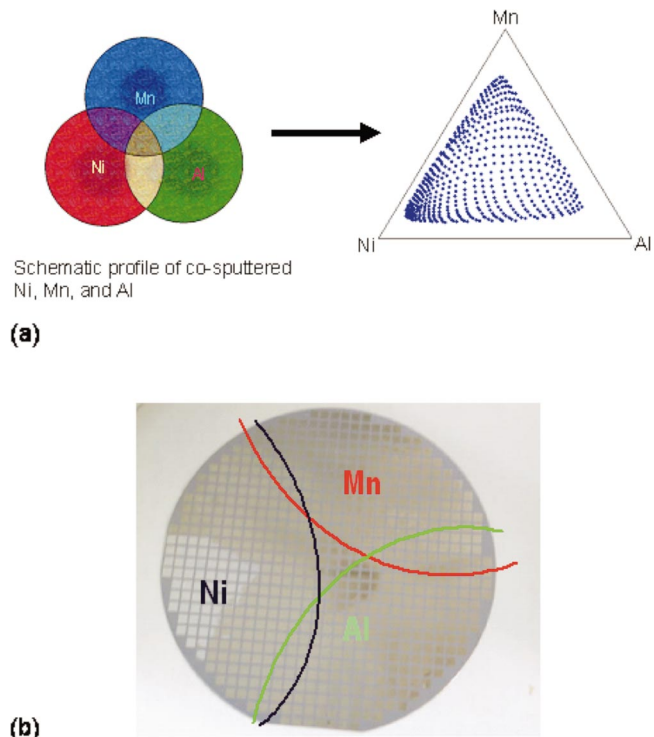 Mn
Ni
Al
Mn
Ni
Al
Schematic profile of co-sputtered
Ni, Mn, and Al
(a)
Mn
Ni
Al
(b)